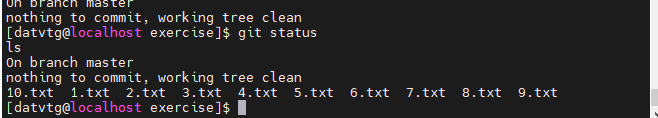 On branch master
nothing to commit, working tree clean
[datvtg@localhost exercise]$ git status
ls
On branch master
nothing to commit, working tree clean
10.txt  1.txt  2.txt  3.txt  4.txt  5.txt  6.txt  7.txt  8.txt  9.txt
[datvtg@localhost exercise]$